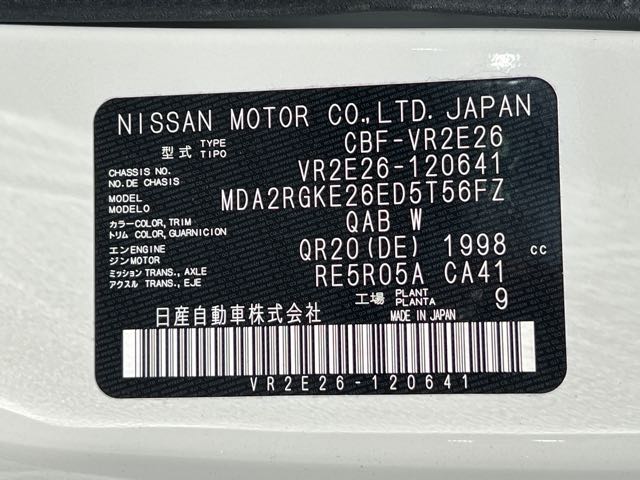 NISSAN MOTOR CO.,LTD. JAPAN
型式 TYPE TIPO CBF-VR2E26
CHASSIS NO. NO. DE CHASIS VR2E26-120641
MODEL MODELO MDA2RGKE26ED5T56FZ
カラー COLOR, TRIM トリム COLOR, GUARNICION QAB W
エンジン ENGINE MOTOR QR20(DE) 1998 cc
ミッション TRANS., AXLE アクスル TRANS., EJE RE5R05A CA41
工場 PLANT PLANTA 9
日産自動車株式会社 MADE IN JAPAN
VR2E26-120641